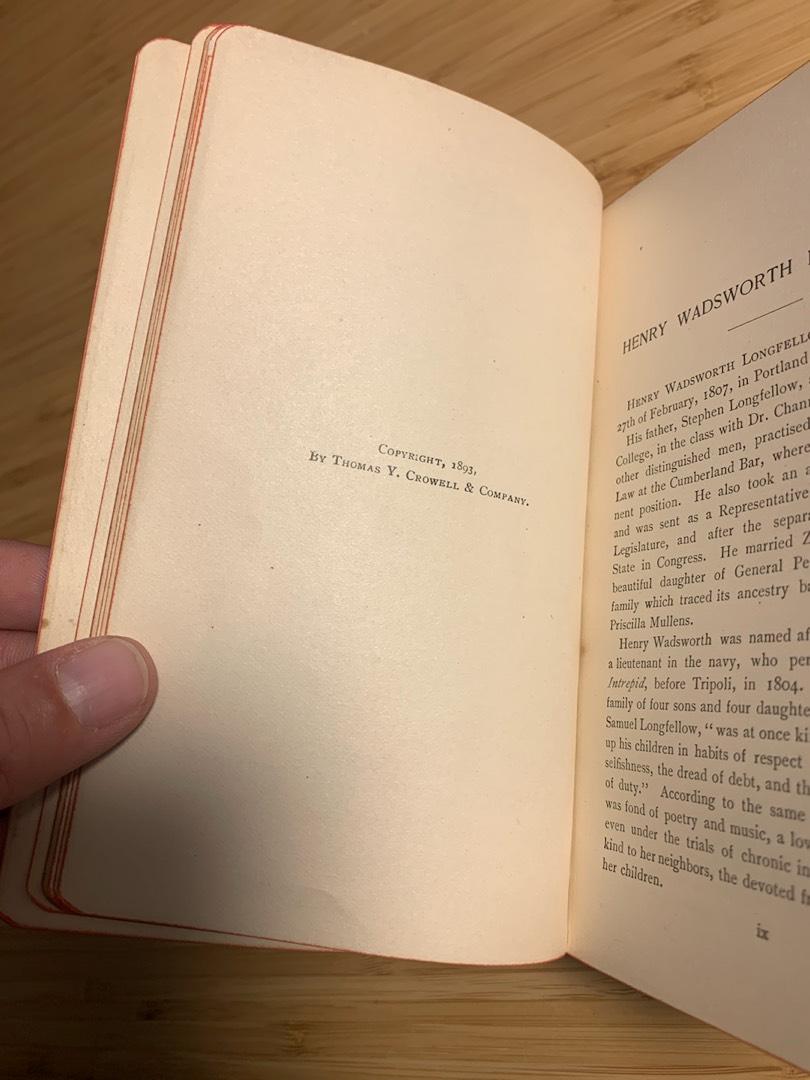 Copyright, 1893,
By Thomas Y. Crowell & Company.
HENRY WADSWORTH
Henry Wadsworth Longfello
27th of February, 1807, in Portland
His father, Stephen Longfellow,
College, in the class with Dr. Chan
other distinguished men, practised
Law at the Cumberland Bar, where
nent position. He also took an a
and was sent as a Representative
Legislature, and after the separa
State in Congress. He married Z
beautiful daughter of General Pe
family which traced its ancestry ba
Priscilla Mullens.
Henry Wadsworth was named af
a lieutenant in the navy, who per
Intrepid, before Tripoli, in 1804.
family of four sons and four daughte
Samuel Longfellow, "was at once ki
up his children in habits of respect
selfishness, the dread of debt, and th
of duty." According to the same
was fond of poetry and music, a lov
even under the trials of chronic in
kind to her neighbors, the devoted fr
her children.
ix